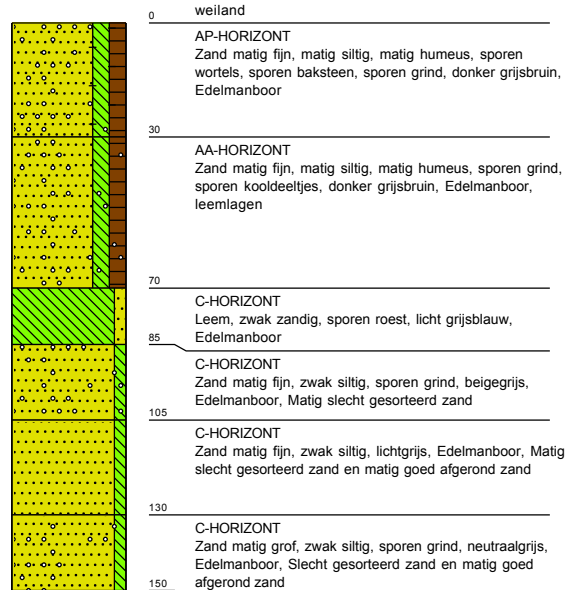 0
weiland
AP-HORIZONT
Zand matig fijn, matig siltig, matig humeus, sporen
wortels, sporen baksteen, sporen grind, donker grijsbruin,
Edelmanboor
30
AA-HORIZONT
Zand matig fijn, matig siltig, matig humeus, sporen grind,
sporen kooldeeltjes, donker grijsbruin, Edelmanboor,
leemlagen
70
C-HORIZONT
Leem, zwak zandig, sporen roest, licht grijsblauw,
Edelmanboor
85
C-HORIZONT
Zand matig fijn, zwak siltig, sporen grind, beigegrijs,
Edelmanboor, Matig slecht gesorteerd zand
105
C-HORIZONT
Zand matig fijn, zwak siltig, lichtgrijs, Edelmanboor, Matig
slecht gesorteerd zand en matig goed afgerond zand
130
C-HORIZONT
Zand matig grof, zwak siltig, sporen grind, neutraalgrijs,
Edelmanboor, Slecht gesorteerd zand en matig goed
afgerond zand
150